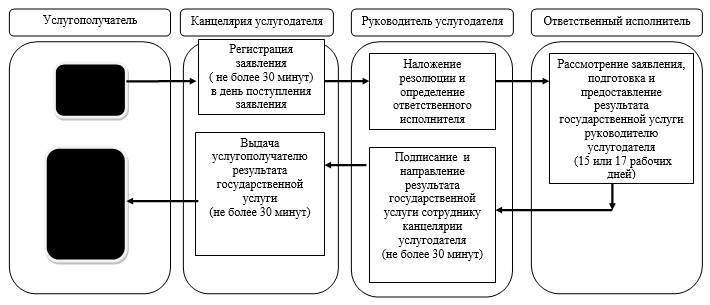 Услугополучатель
Канцелярия услугодателя
Руководитель услугодателя
Ответственный исполнитель
Регистрация
заявления
( не более 30 минут)
в день поступления
заявления
Наложение
резолюции и
определение
ответственного
исполнителя
Рассмотрение заявления,
подготовка и
предоставление
результата
государственной услуги
руководителю
услугодателя
(15 или 17 рабочих
дней)
Выдача
услугополучателю
результата
государственной
услуги
(не более 30 минут)
Подписание и
направление
результата
государственной
услуги сотруднику
канцелярии
услугодателя
(не более 30 минут)